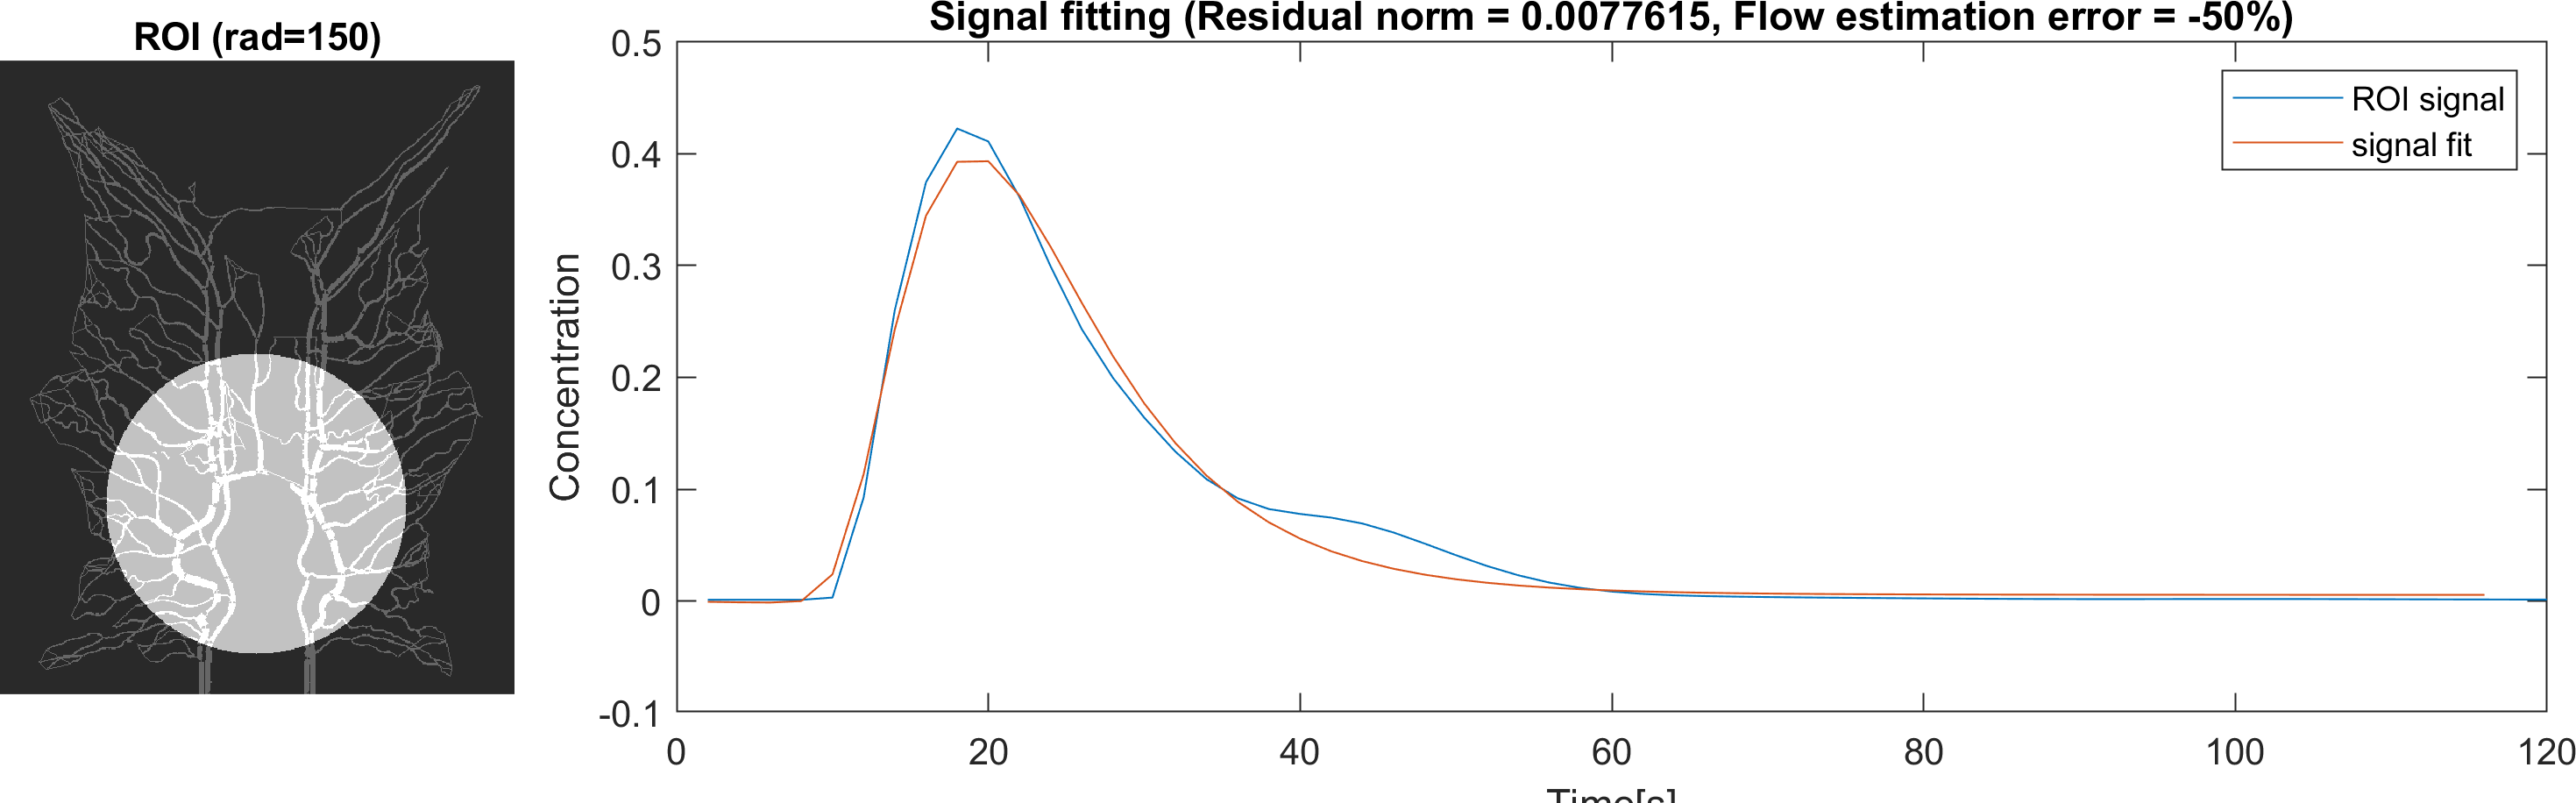 ROI (rad=150)
Signal fitting (Residual norm = 0.0077615, Flow estimation error = -50%)
0.5
0.4
0.3
0.2
0.1
0
-0.1
Concentration
ROI signal
signal fit
0 20 40 60 80 100 120
Time[s]